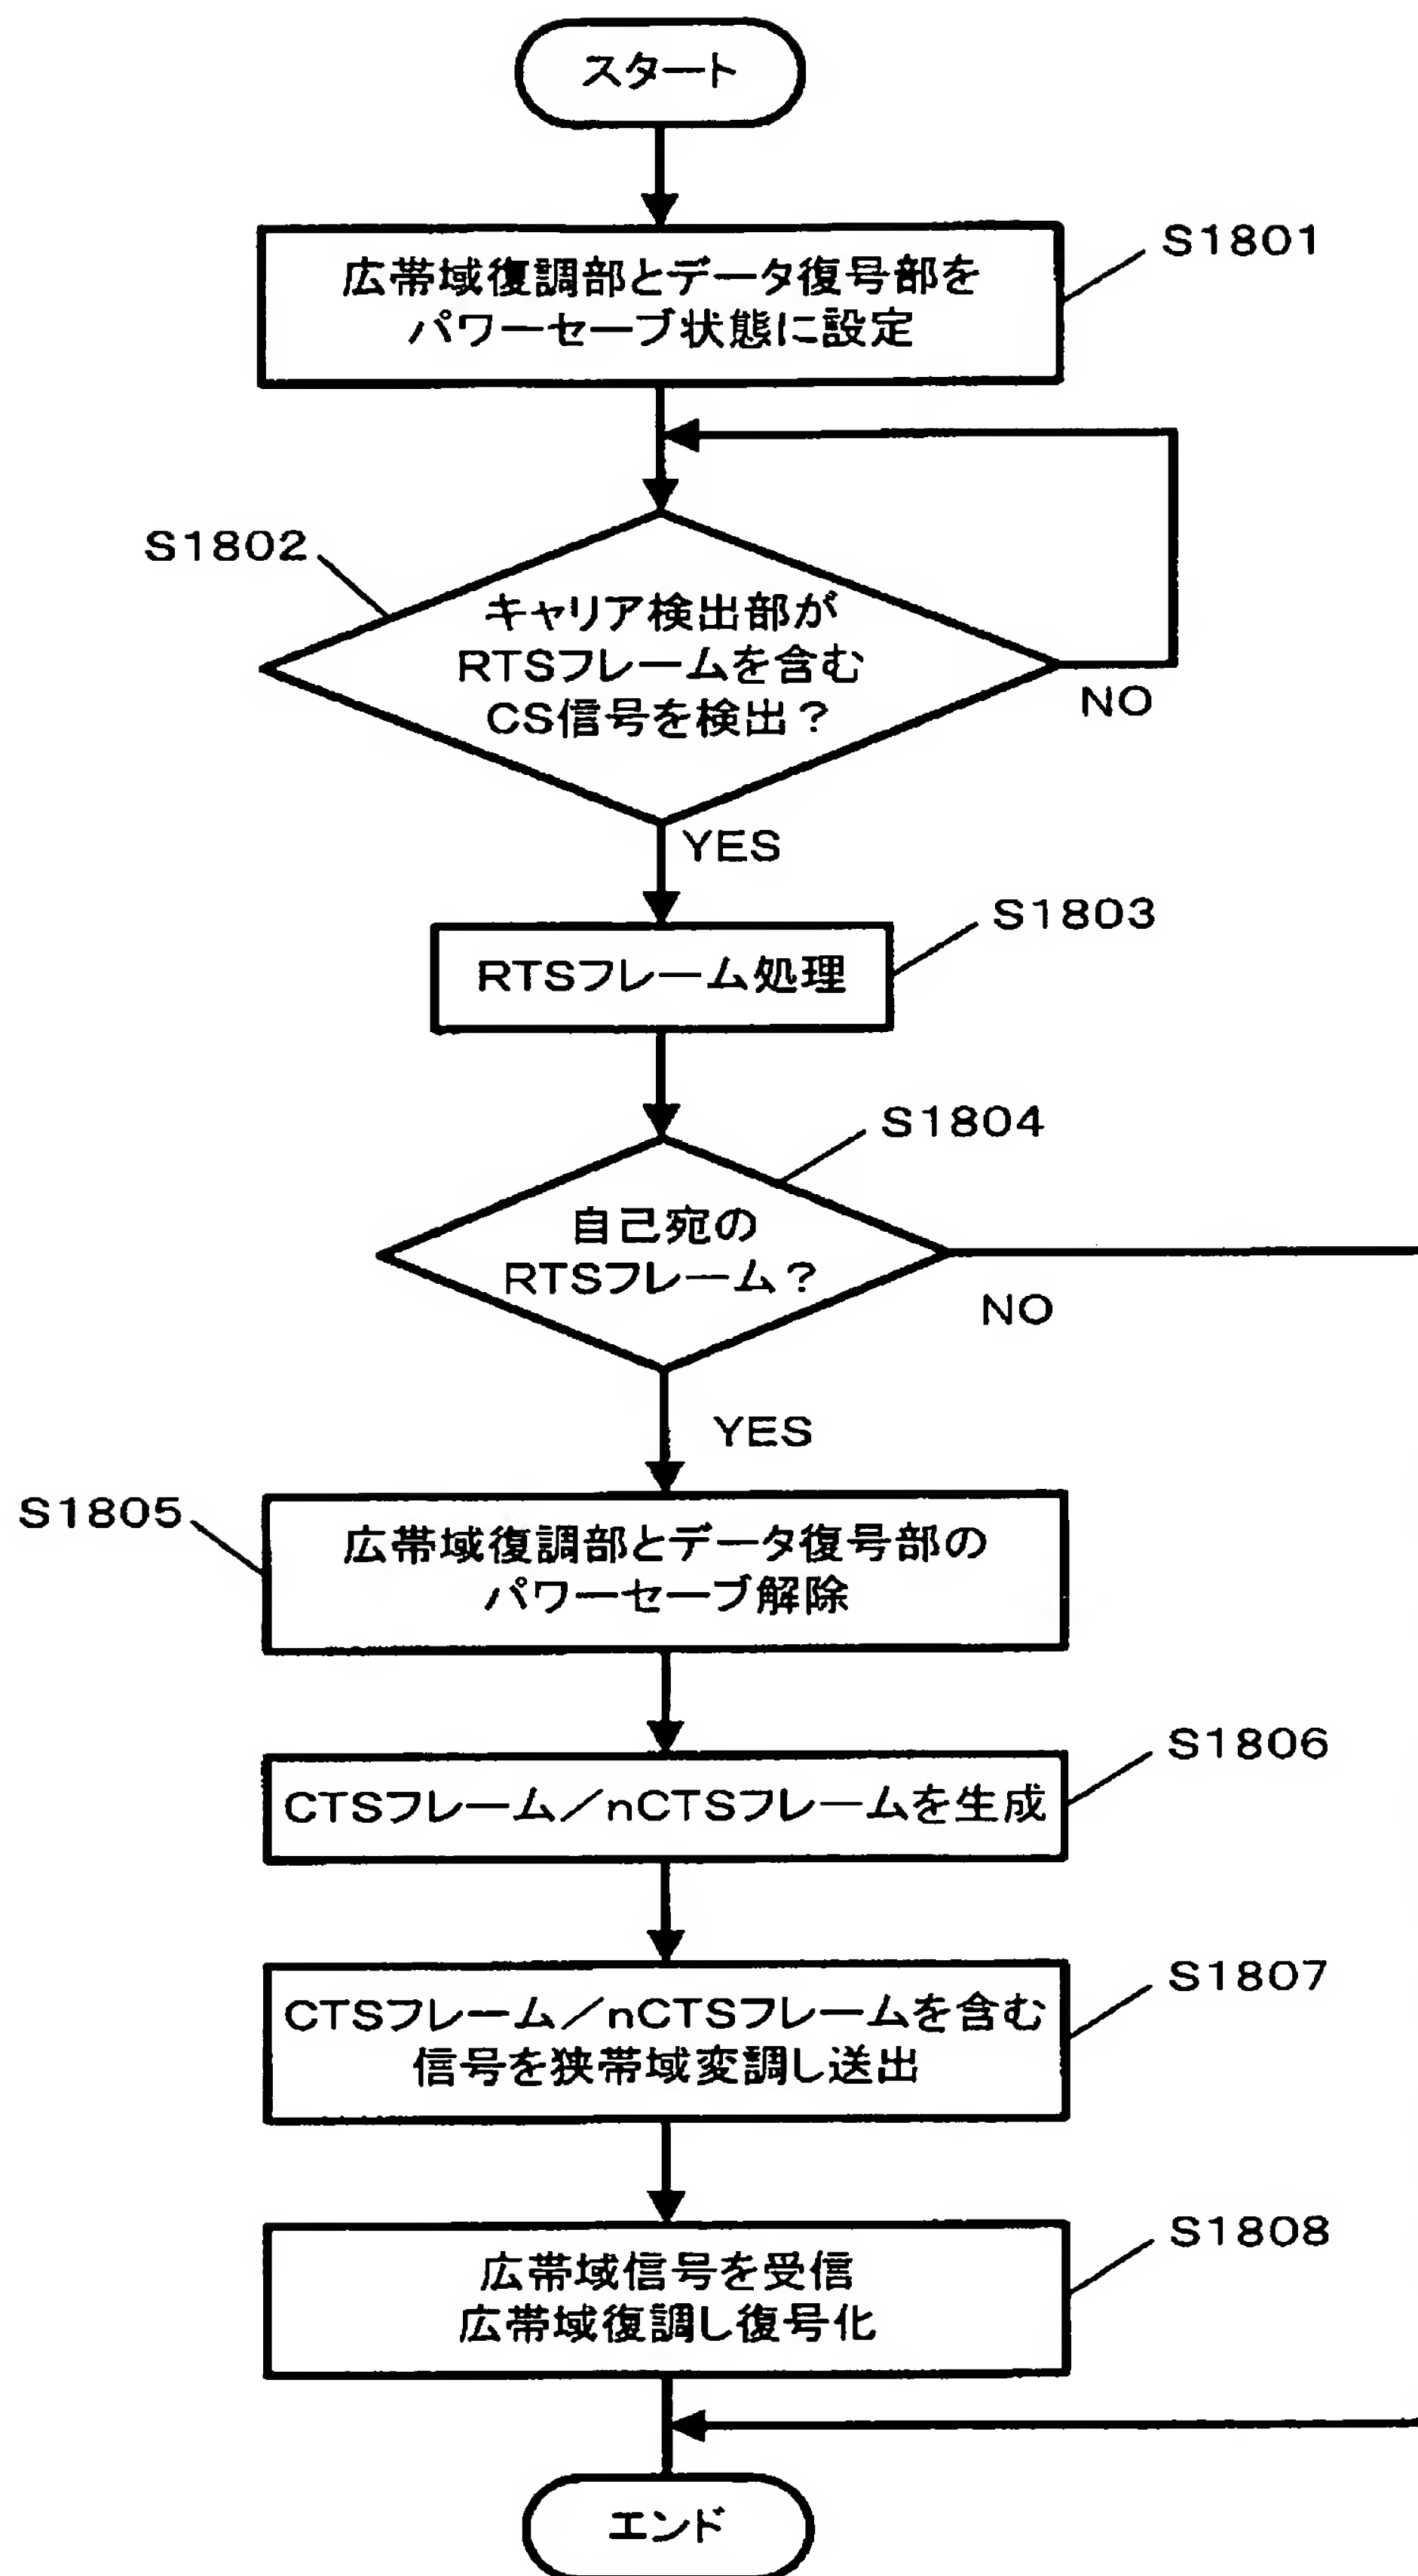 スタート
S1801
広帯域復調部とデータ復号部を
パワーセーブ状態に設定
S1802
キャリア検出部が
RTSフレームを含む
CS信号を検出？
NO
YES
S1803
RTSフレーム処理
S1804
自己宛の
RTSフレーム？
NO
YES
S1805
広帯域復調部とデータ復号部の
パワーセーブ解除
S1806
CTSフレーム／nCTSフレームを生成
S1807
CTSフレーム／nCTSフレームを含む
信号を狭帯域変調し送出
S1808
広帯域信号を受信
広帯域復調し復号化
エンド